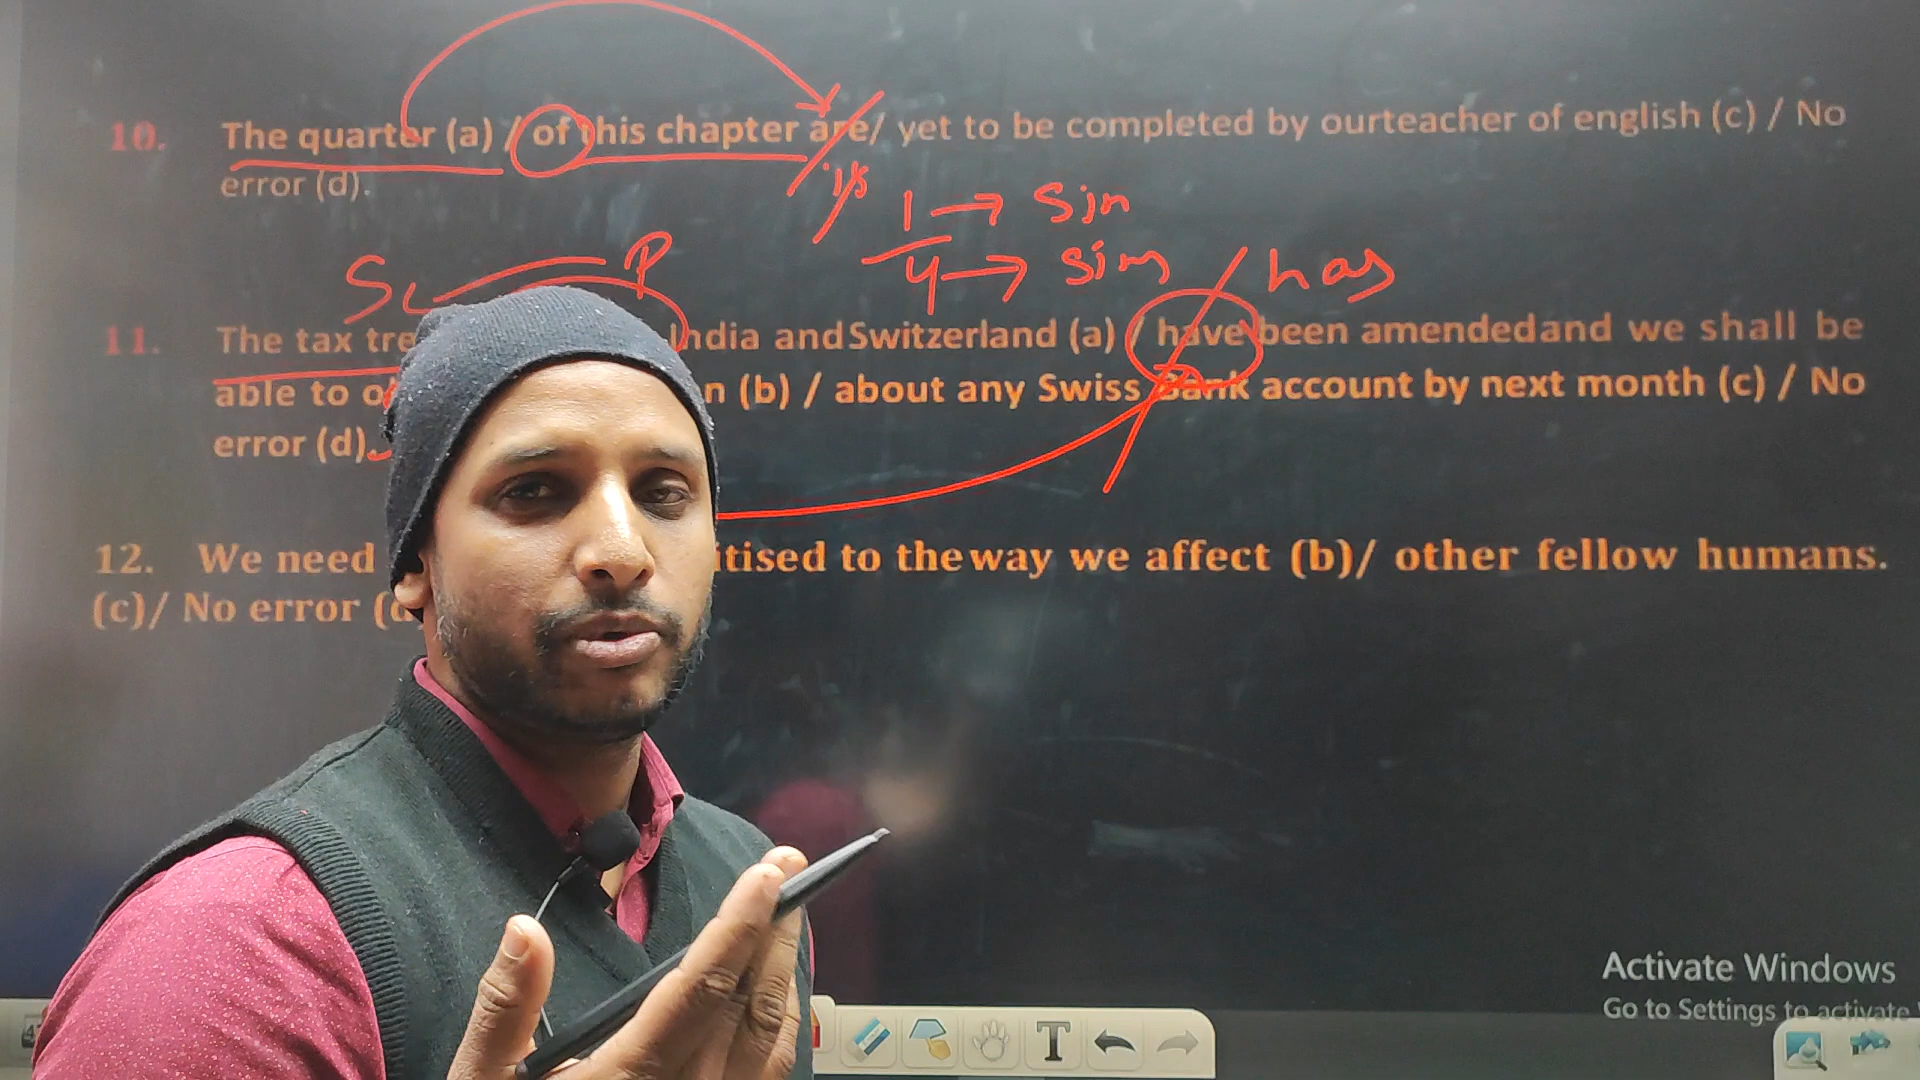 10. The quarter (a) / of this chapter are/ yet to be completed by ourteacher of english (c) / No
error (d).
is
1 → Sin
S P
4 → Sing / has
11. The tax tre ndia and Switzerland (a) / have been amendedand we shall be
able to o n (b) / about any Swiss Bank account by next month (c) / No
error (d).
12. We need itised to the way we affect (b)/ other fellow humans.
(c)/ No error (d
Activate Windows
Go to Settings to activate
T